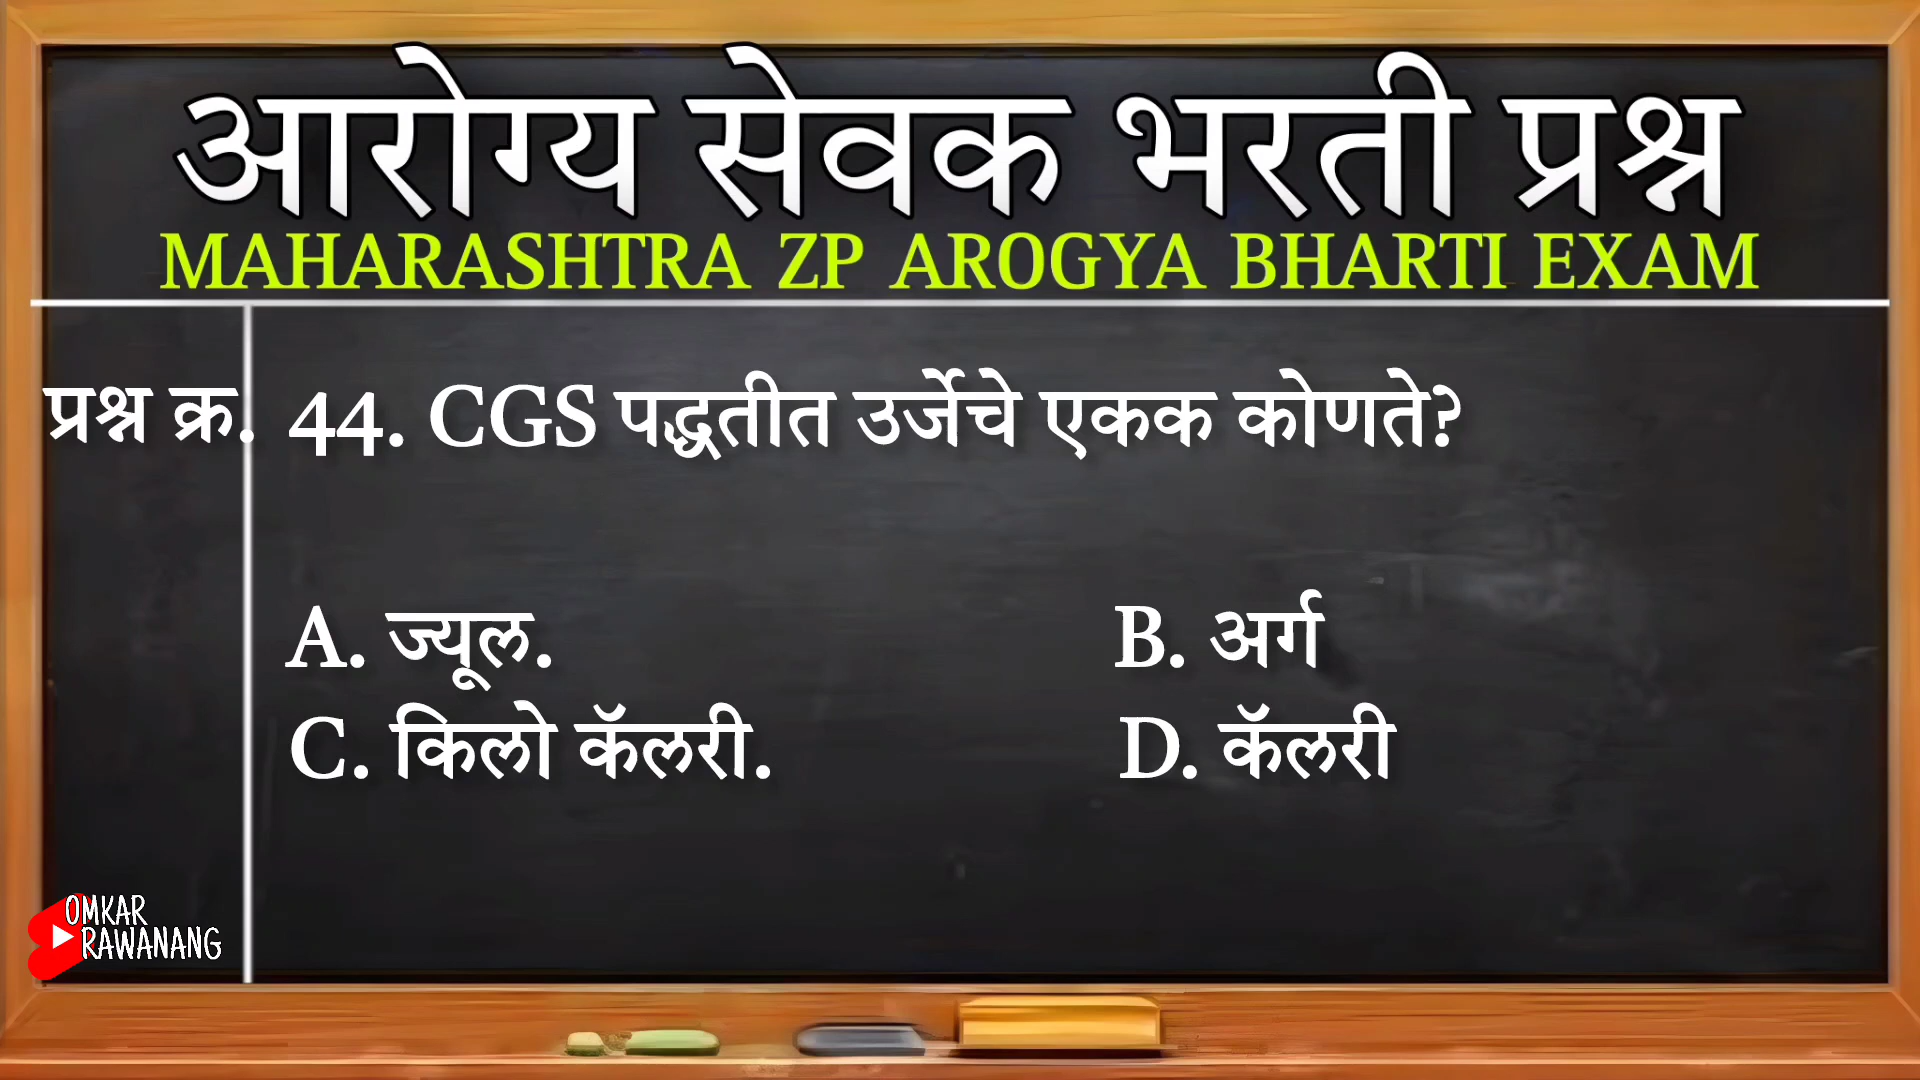 आरोग्य सेवक भरती प्रश्न
MAHARASHTRA ZP AROGYA BHARTI EXAM
प्रश्न क्र. 44. CGS पद्धतीत उर्जेचे एकक कोणते?
A. ज्यूल. B. अर्ग
C. किलो कॅलरी. D. कॅलरी
OMKAR
RAWANANG